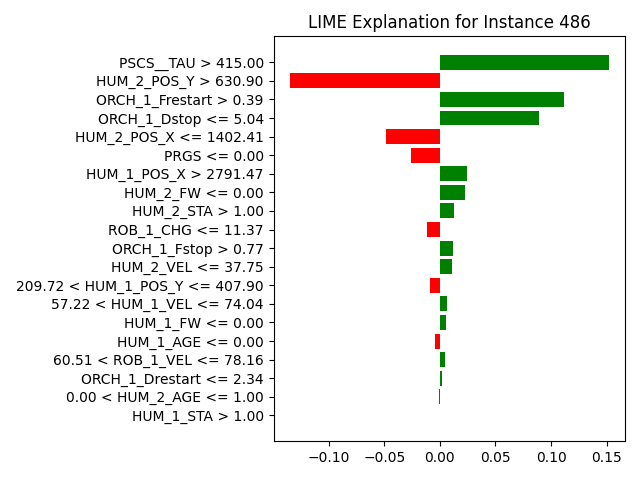 LIME Explanation for Instance 486
PSCS__TAU > 415.00
HUM_2_POS_Y > 630.90
ORCH_1_Frestart > 0.39
ORCH_1_Dstop <= 5.04
HUM_2_POS_X <= 1402.41
PRGS <= 0.00
HUM_1_POS_X > 2791.47
HUM_2_FW <= 0.00
HUM_2_STA > 1.00
ROB_1_CHG <= 11.37
ORCH_1_Fstop > 0.77
HUM_2_VEL <= 37.75
209.72 < HUM_1_POS_Y <= 407.90
57.22 < HUM_1_VEL <= 74.04
HUM_1_FW <= 0.00
HUM_1_AGE <= 0.00
60.51 < ROB_1_VEL <= 78.16
ORCH_1_Drestart <= 2.34
0.00 < HUM_2_AGE <= 1.00
HUM_1_STA > 1.00
−0.10 −0.05 0.00 0.05 0.10 0.15